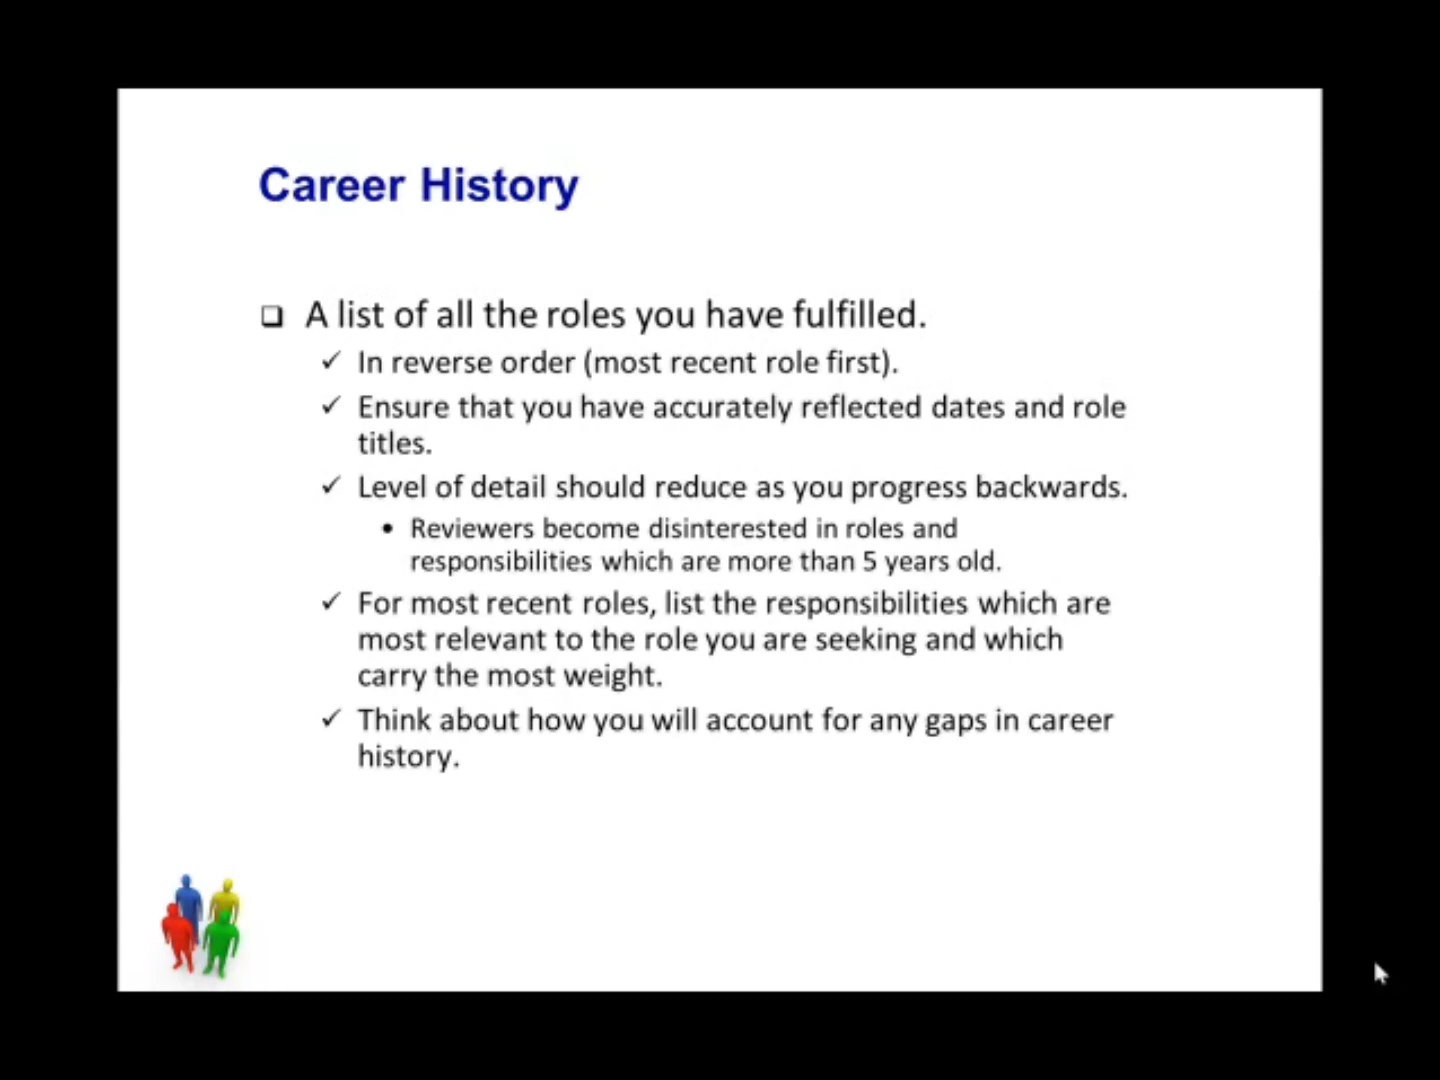 Career History
❑ A list of all the roles you have fulfilled.
✓ In reverse order (most recent role first).
✓ Ensure that you have accurately reflected dates and role
titles.
✓ Level of detail should reduce as you progress backwards.
• Reviewers become disinterested in roles and
responsibilities which are more than 5 years old.
✓ For most recent roles, list the responsibilities which are
most relevant to the role you are seeking and which
carry the most weight.
✓ Think about how you will account for any gaps in career
history.